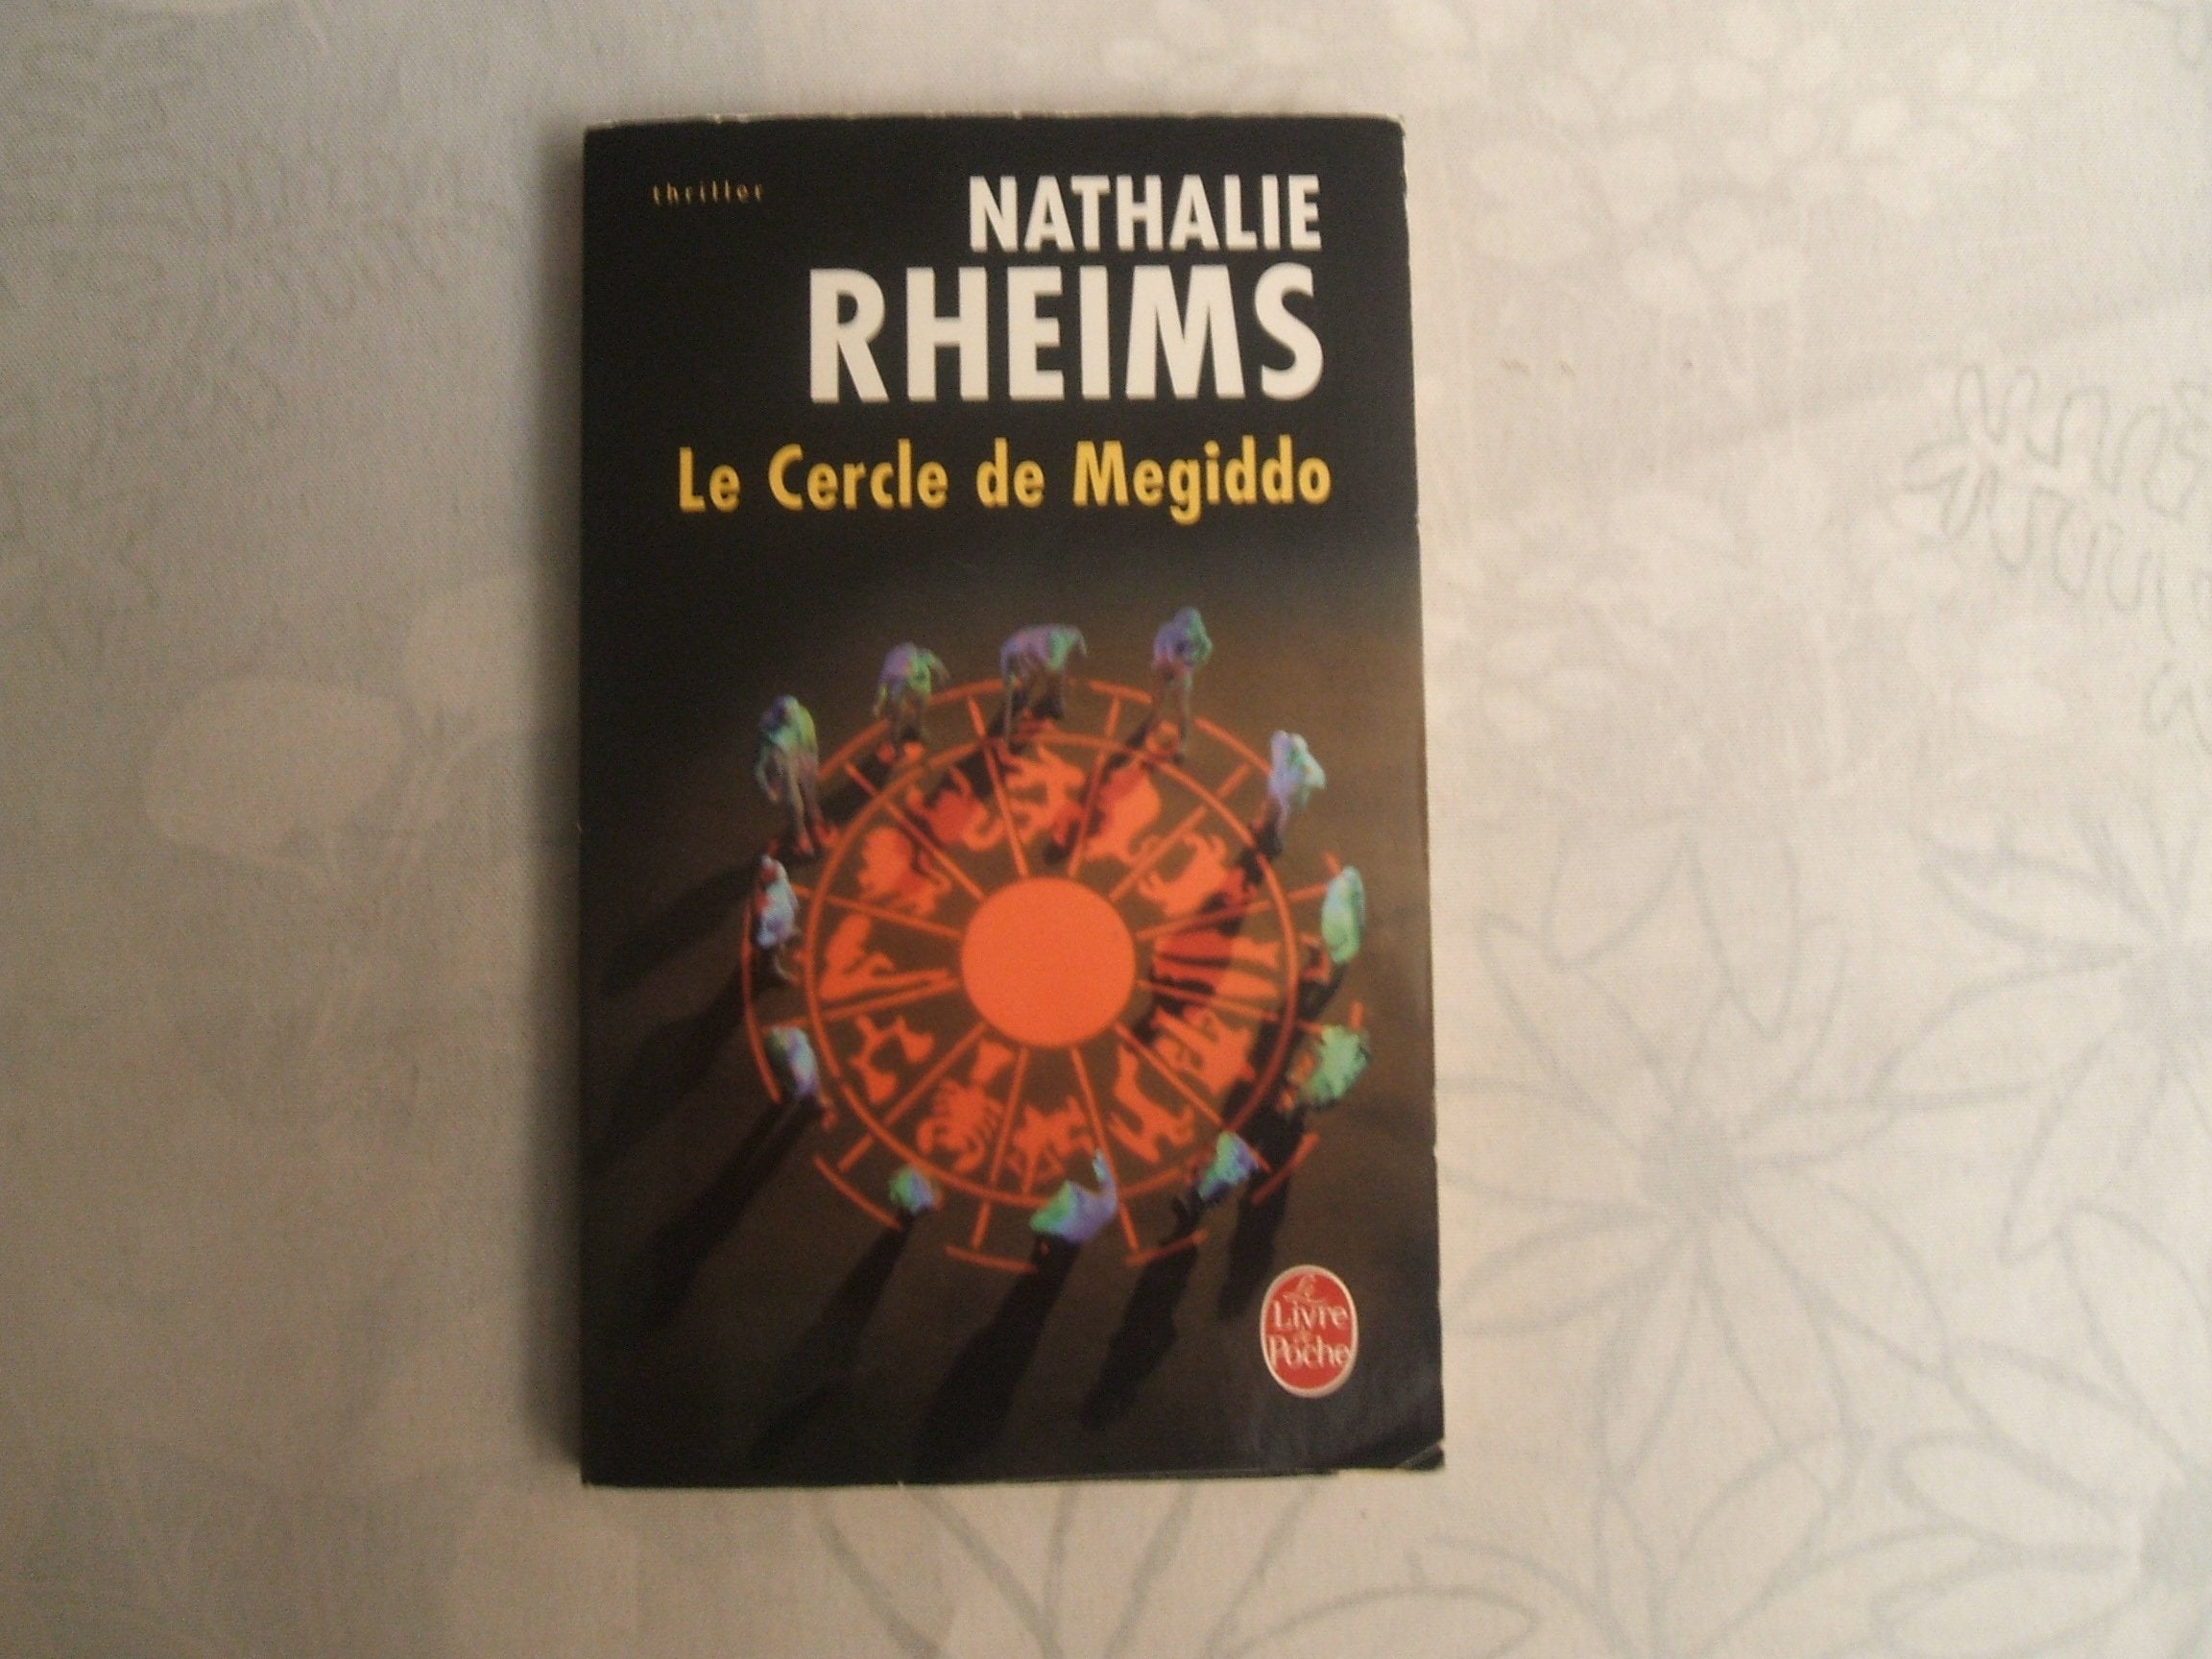 thriller
NATHALIE
RHEIMS
Le Cercle de Megiddo
Le
Livre
de
Poche